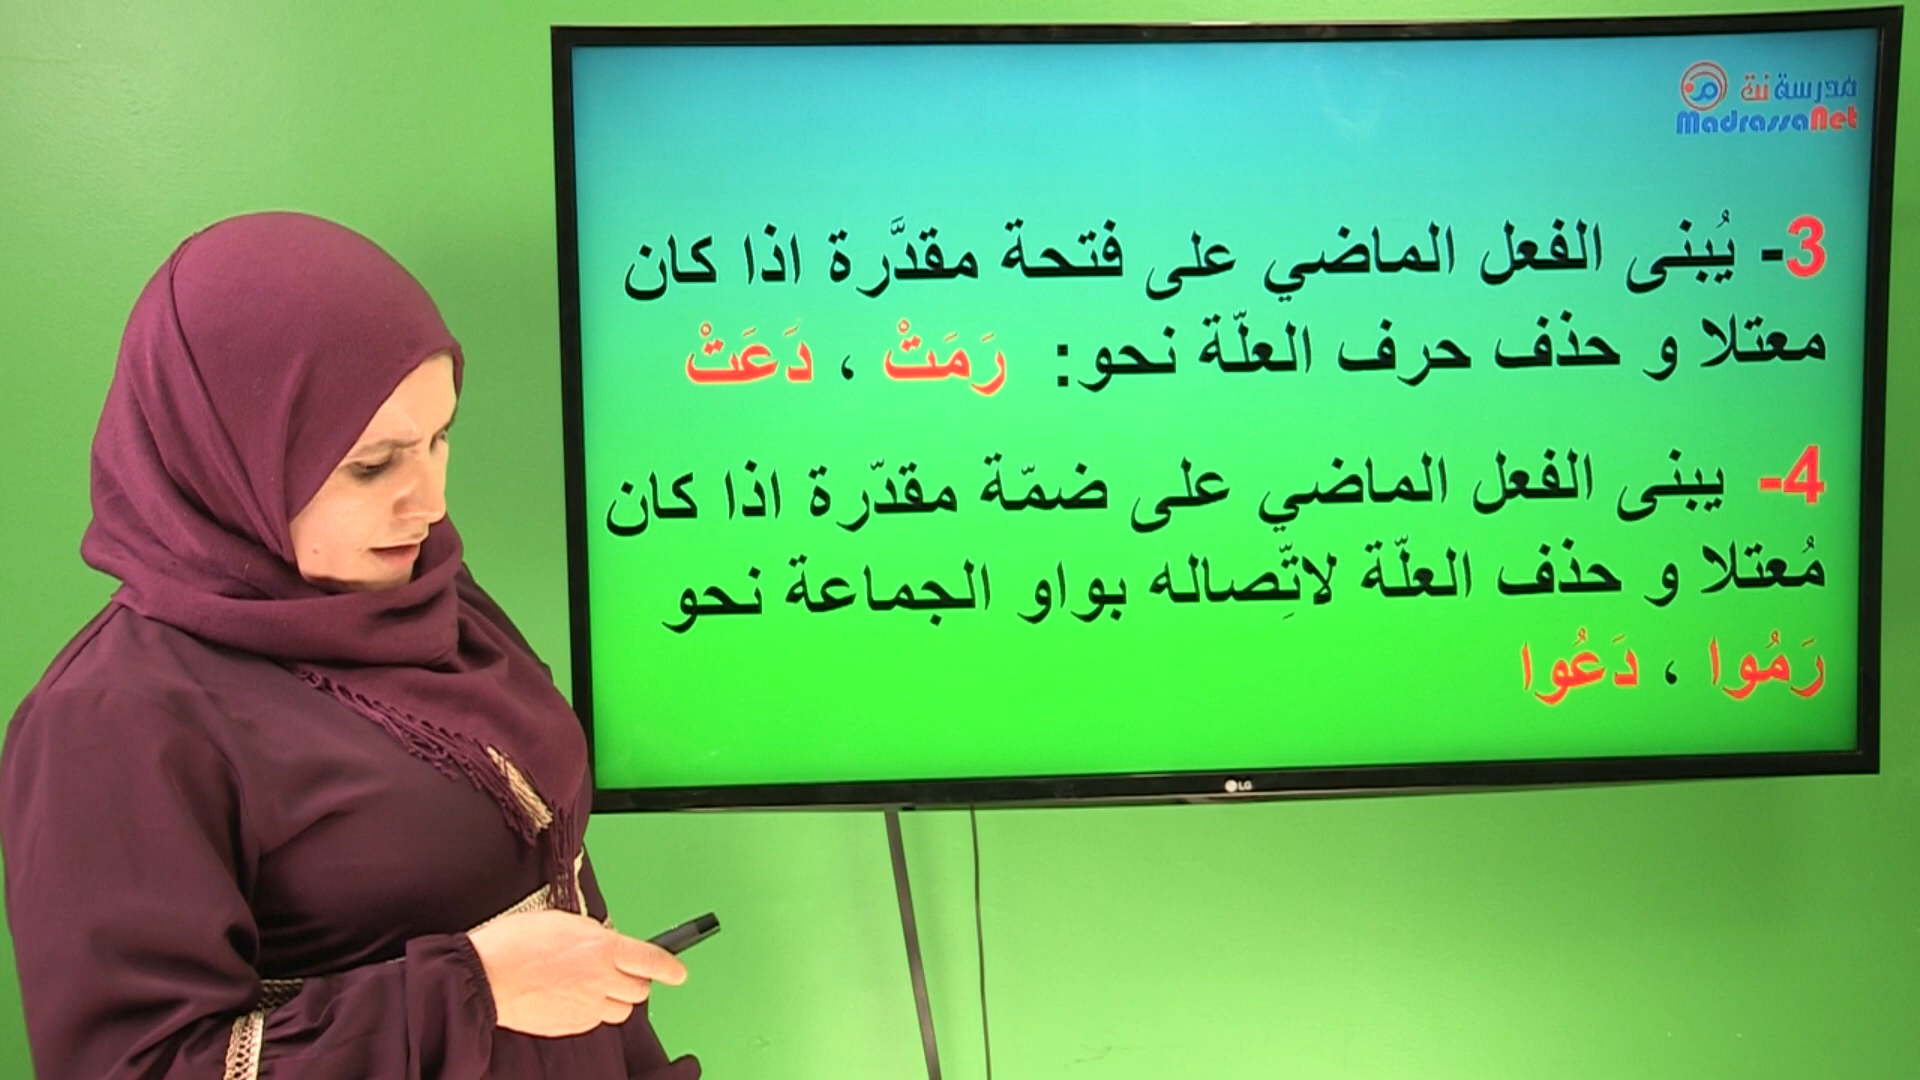 مدرسة نت
MadrassaNet
3- يُبنى الفعل الماضي على فتحة مقدَّرة اذا كان
معتلا و حذف حرف العلّة نحو: رَمَتْ ، دَعَتْ
4- يبنى الفعل الماضي على ضمّة مقدّرة اذا كان
مُعتلا و حذف العلّة لاتِّصاله بواو الجماعة نحو
رَمُوا ، دَعُوا
LG